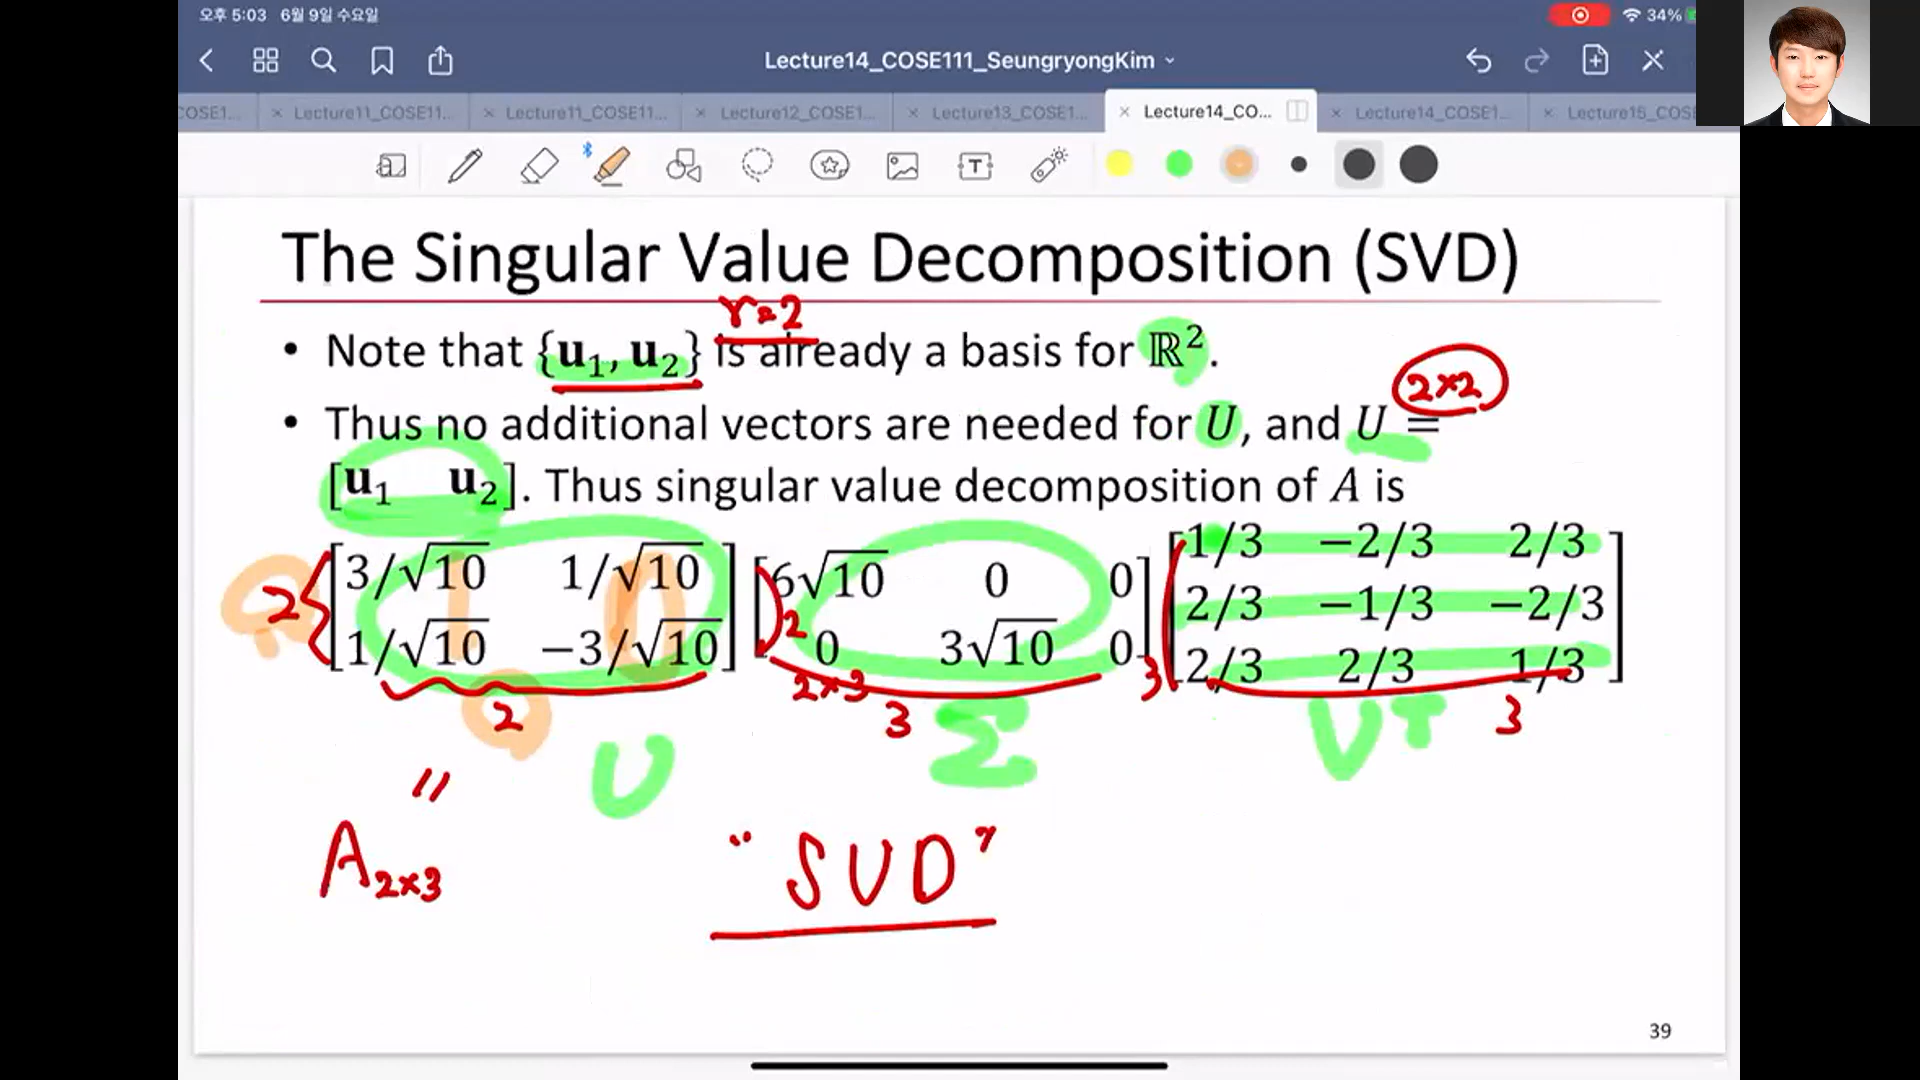 오후 5:03 6월 9일 수요일
34%
Lecture14_COSE111_SeungryongKim
COSE1... × Lecture11_COSE11... × Lecture11_COSE11... × Lecture12_COSE1... × Lecture13_COSE1... × Lecture14_CO... × Lecture14_COSE1... × Lecture15_COS
T
The Singular Value Decomposition (SVD)
r=2
• Note that {u₁, u₂} is already a basis for ℝ².
2×2
• Thus no additional vectors are needed for U, and U =
[u₁ u₂]. Thus singular value decomposition of A is
[3/√10 1/√10] [6√10 0 0] [1/3 −2/3 2/3]
2 2 [2/3 −1/3 −2/3]
[1/√10 −3/√10] [0 3√10 0] [2/3 2/3 1/3]
2 2×3 3 3 3
U Σ Vᵀ
"
A₂×₃ "SVD"
39